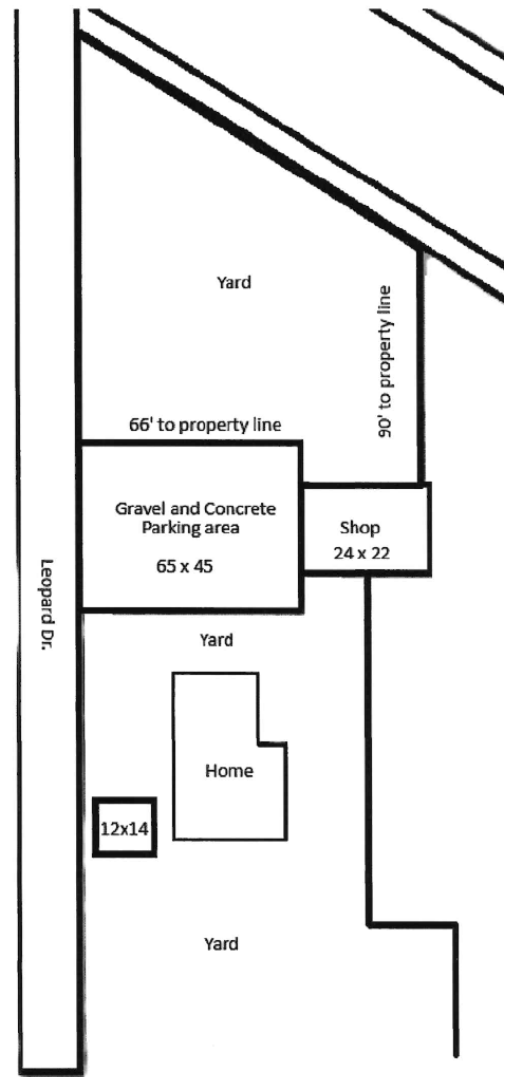 Yard
90' to property line
66' to property line
Gravel and Concrete
Parking area
65 x 45
Shop
24 x 22
Leopard Dr.
Yard
Home
12x14
Yard